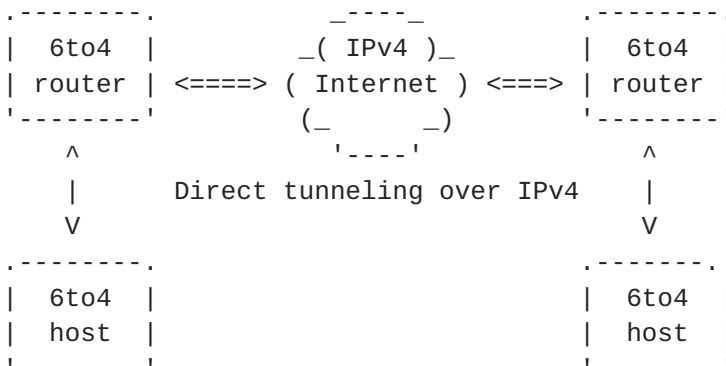 6to4 IPv4 6to4
router Internet router
Direct tunneling over IPv4
6to4 6to4
host host